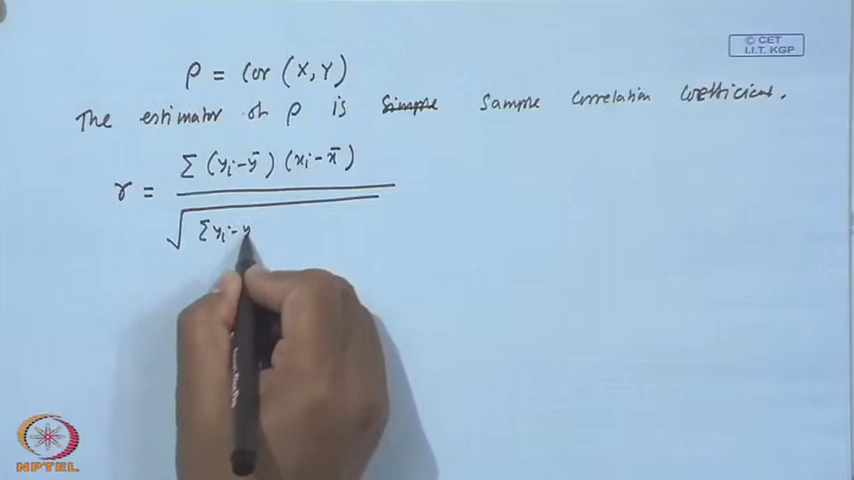 © CET
I.I.T. KGP
ρ = Cor (X, Y)
The estimator of ρ is Simple Sample Correlation Coefficient.
r = Σ (yi - ȳ) (xi - x̄)
√ Σ yi - y
NPTEL